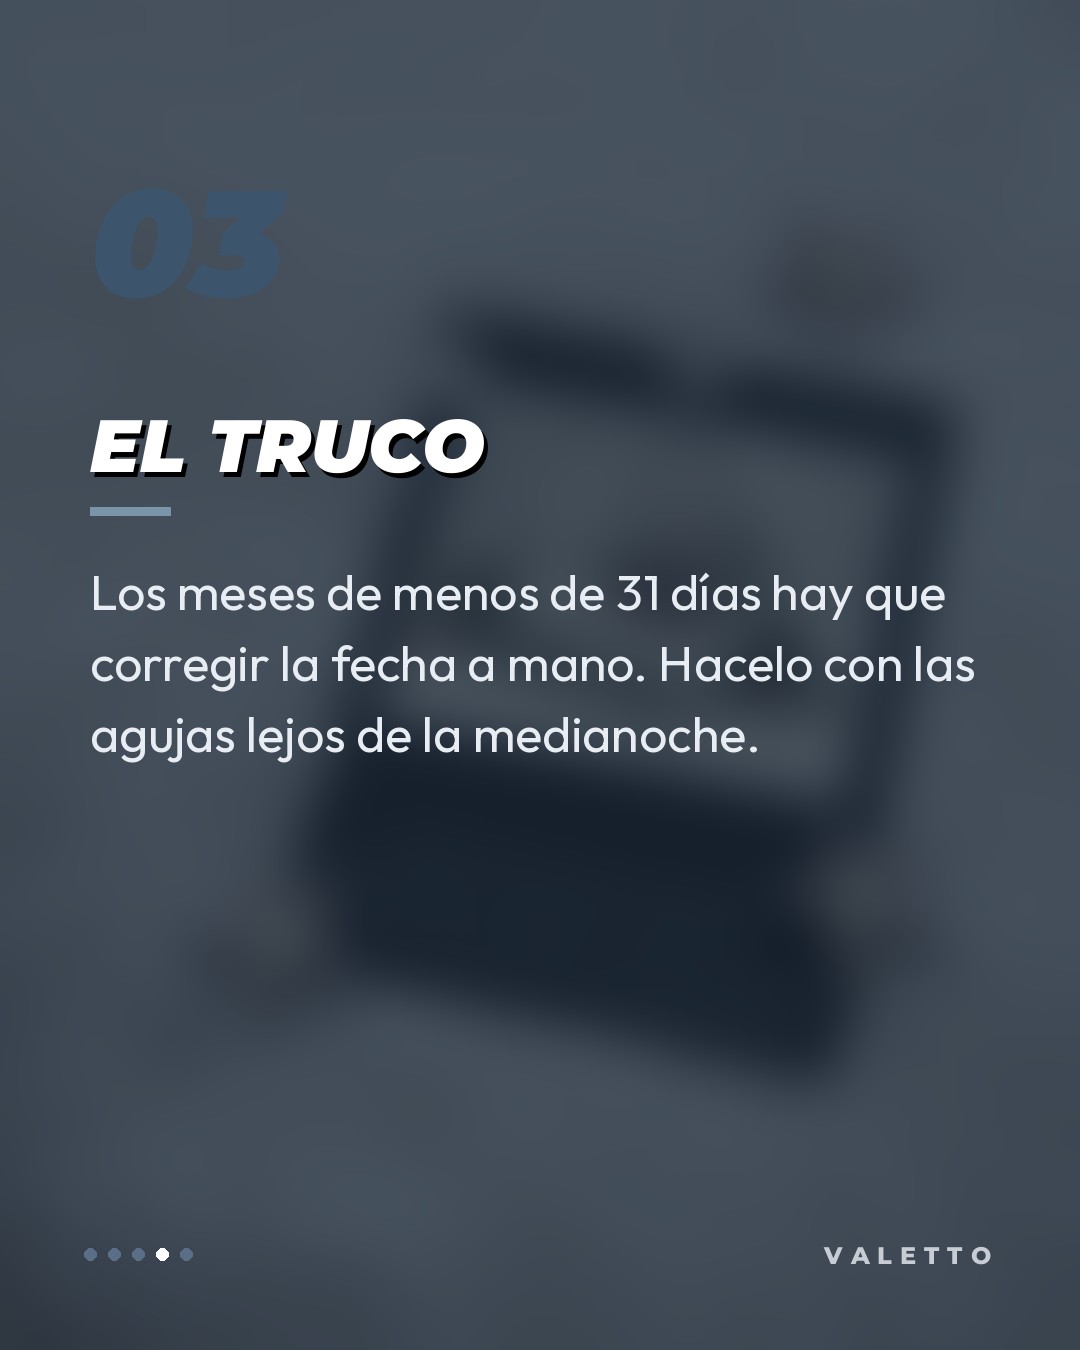 03
EL TRUCO
Los meses de menos de 31 días hay que
corregir la fecha a mano. Hacelo con las
agujas lejos de la medianoche.
VALETTO